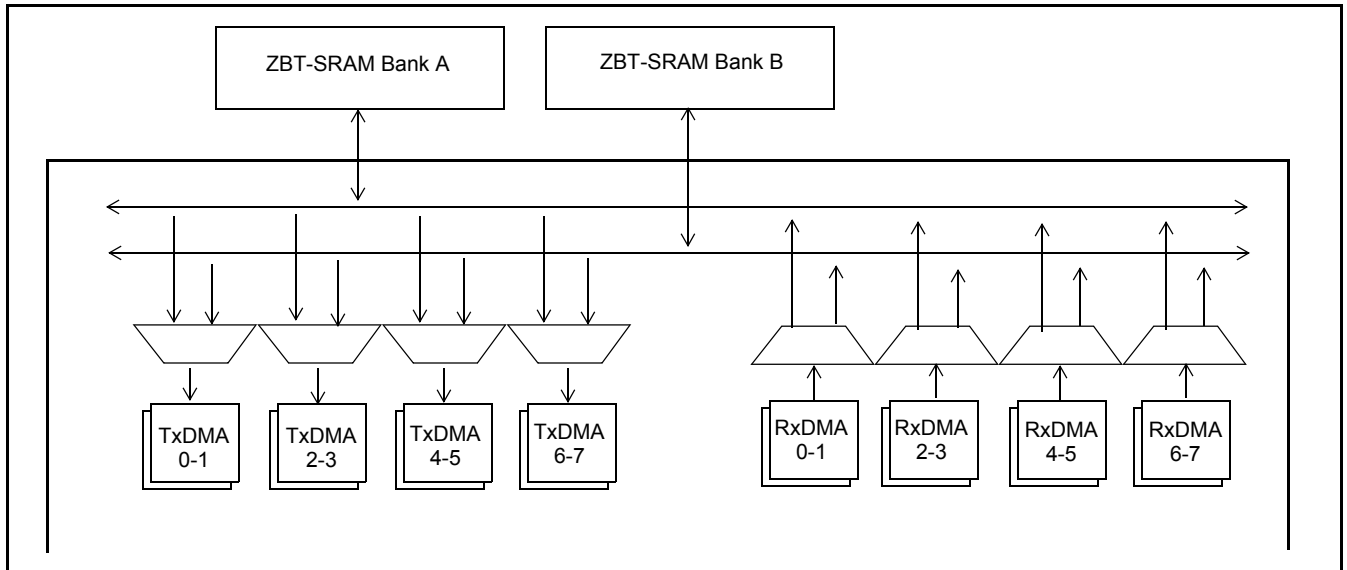 ZBT-SRAM Bank A
ZBT-SRAM Bank B
TxDMA
0-1
TxDMA
2-3
TxDMA
4-5
TxDMA
6-7
RxDMA
0-1
RxDMA
2-3
RxDMA
4-5
RxDMA
6-7